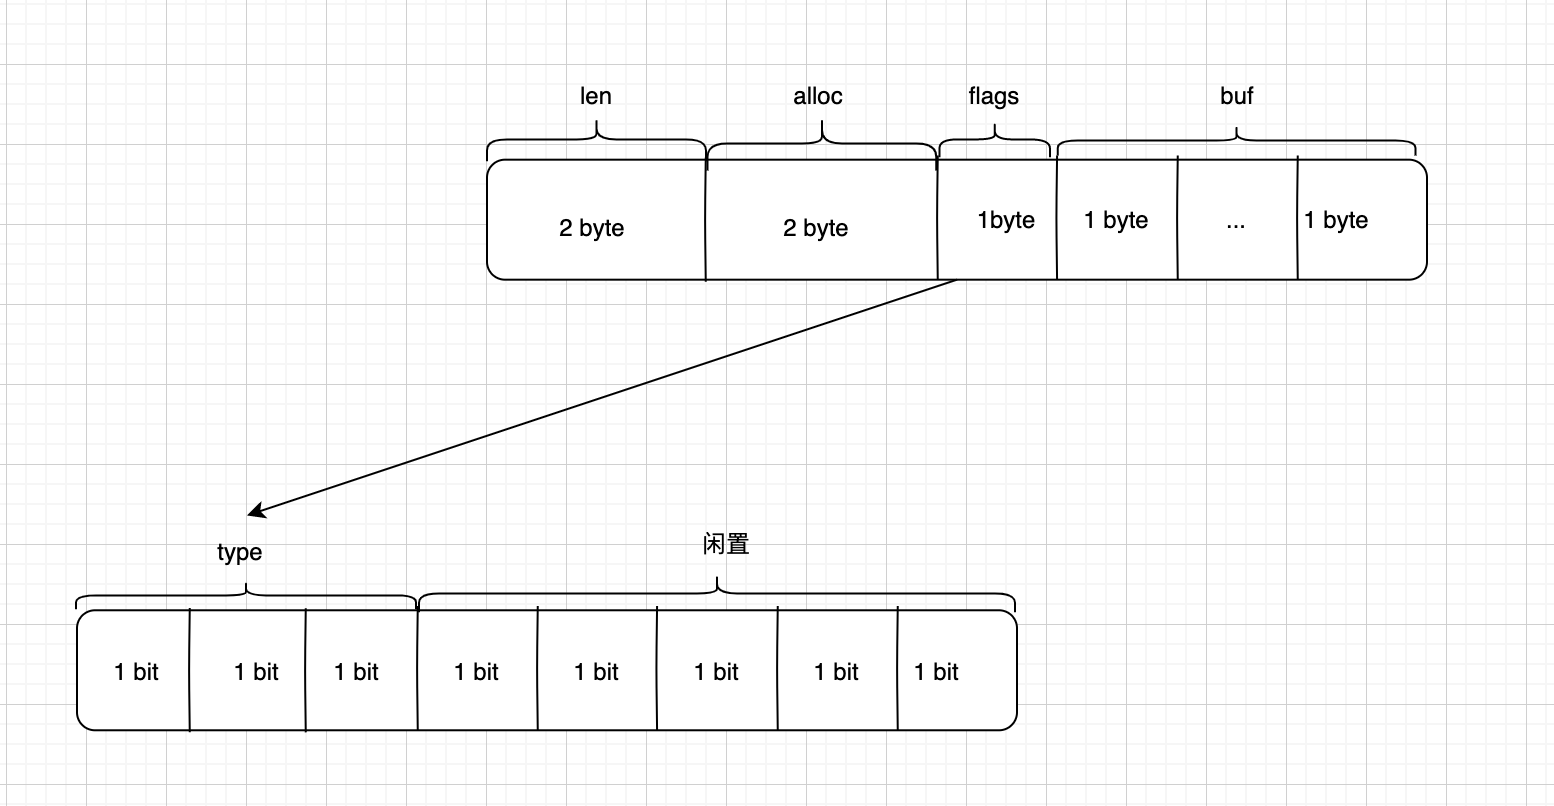 len
alloc
flags
buf
2 byte
2 byte
1byte
1 byte
...
1 byte
type
闲置
1 bit
1 bit
1 bit
1 bit
1 bit
1 bit
1 bit
1 bit